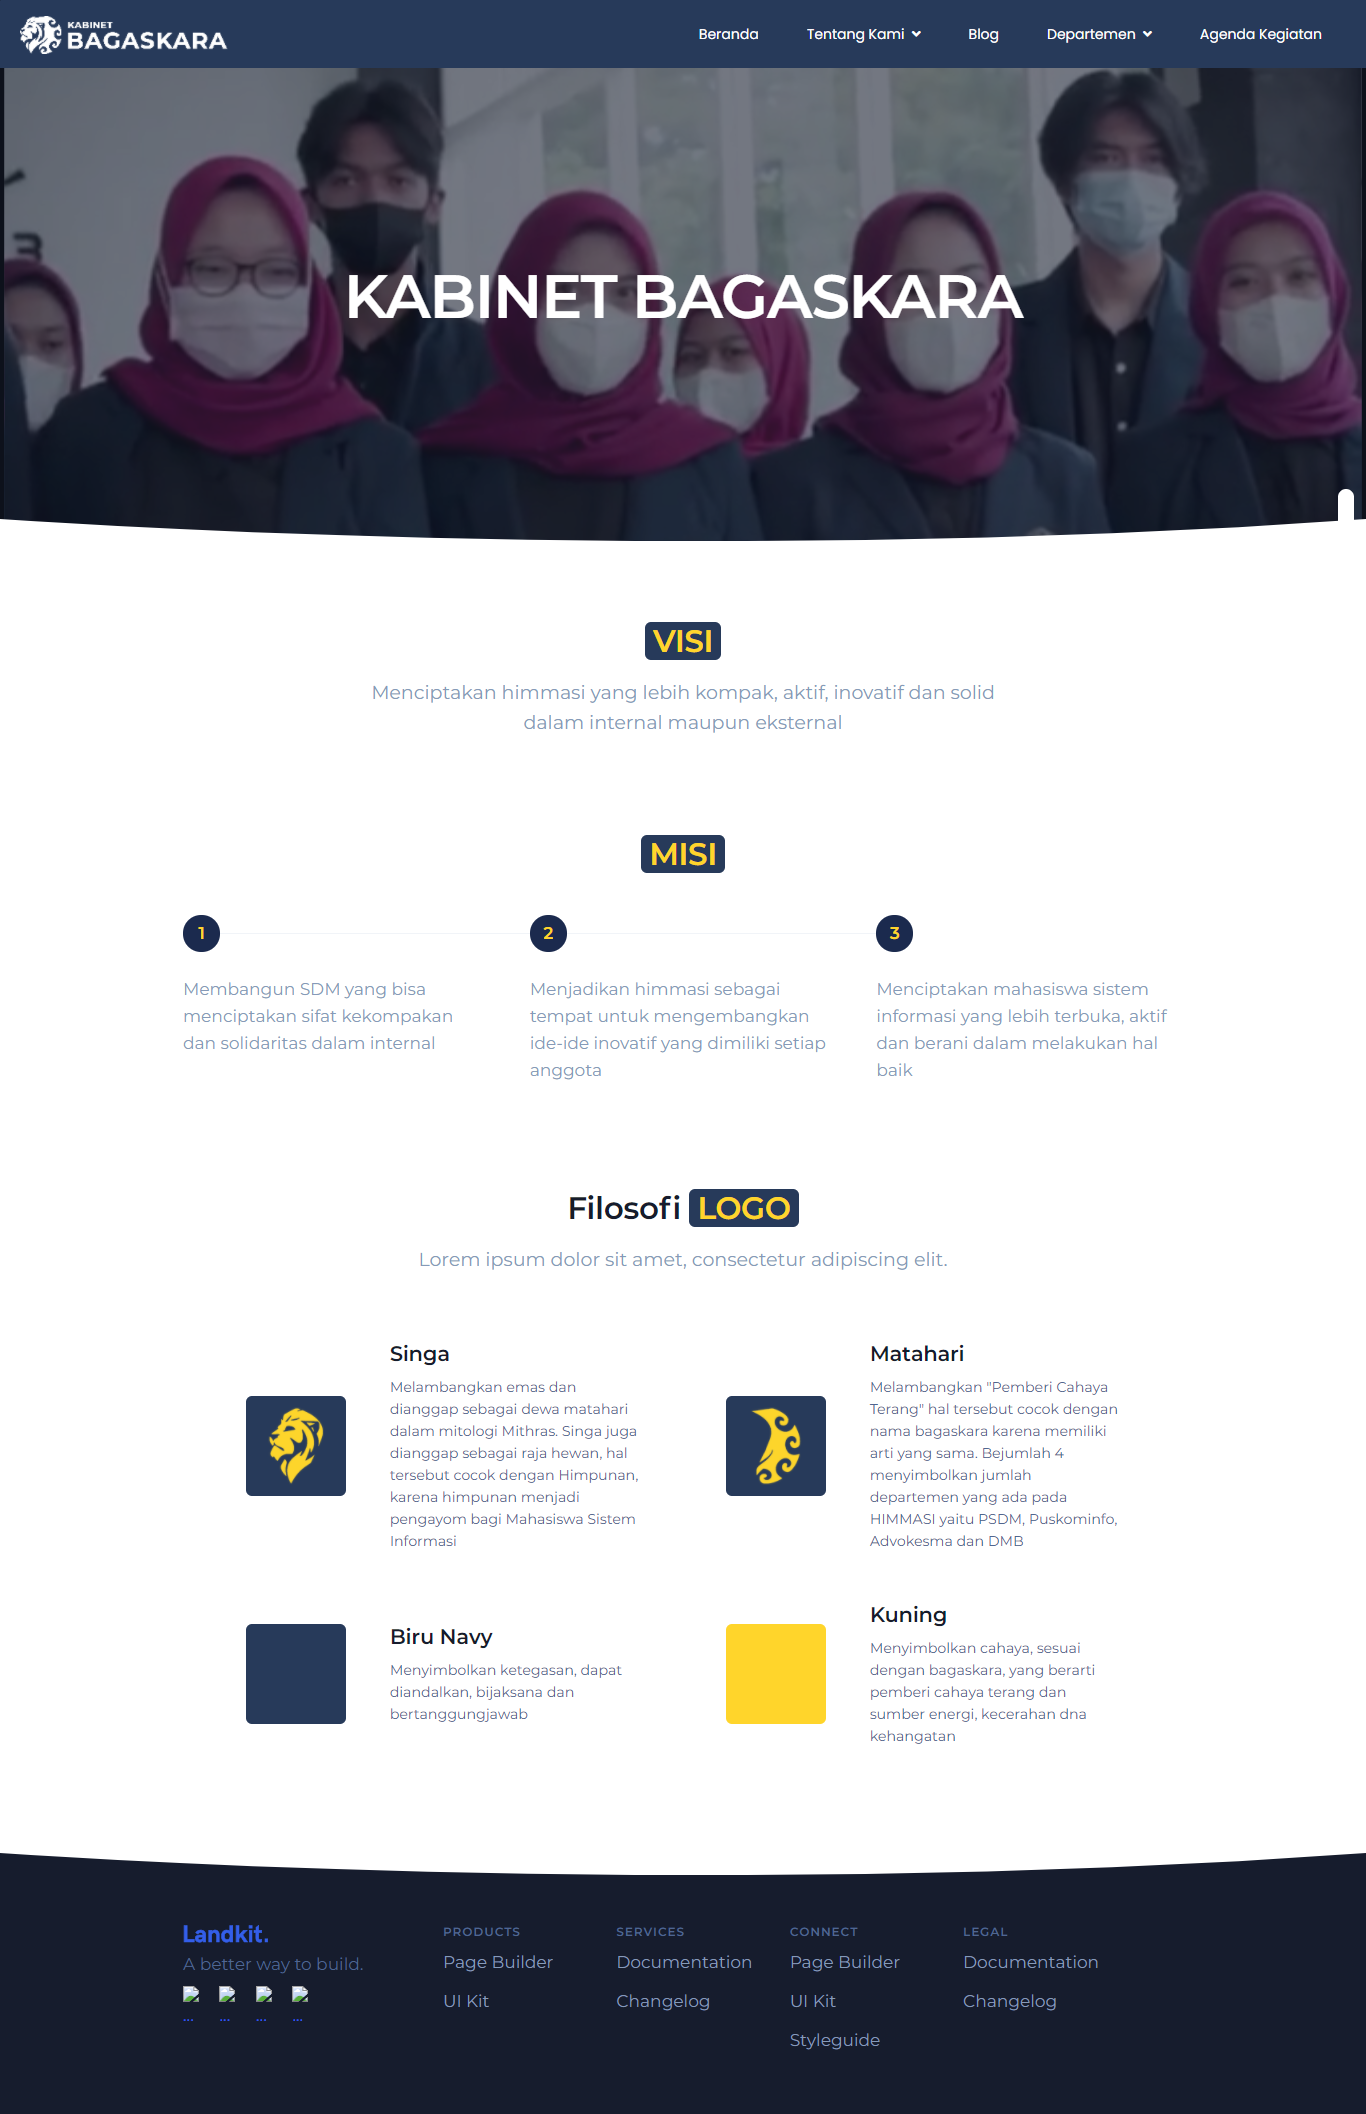 KABINET
BAGASKARA
Beranda
Tentang Kami
Blog
Departemen
Agenda Kegiatan
KABINET BAGASKARA
VISI
Menciptakan himmasi yang lebih kompak, aktif, inovatif dan solid
dalam internal maupun eksternal
MISI
1
Membangun SDM yang bisa
menciptakan sifat kekompakan
dan solidaritas dalam internal
2
Menjadikan himmasi sebagai
tempat untuk mengembangkan
ide-ide inovatif yang dimiliki setiap
anggota
3
Menciptakan mahasiswa sistem
informasi yang lebih terbuka, aktif
dan berani dalam melakukan hal
baik
Filosofi LOGO
Lorem ipsum dolor sit amet, consectetur adipiscing elit.
Singa
Melambangkan emas dan
dianggap sebagai dewa matahari
dalam mitologi Mithras. Singa juga
dianggap sebagai raja hewan, hal
tersebut cocok dengan Himpunan,
karena himpunan menjadi
pengayom bagi Mahasiswa Sistem
Informasi
Matahari
Melambangkan "Pemberi Cahaya
Terang" hal tersebut cocok dengan
nama bagaskara karena memiliki
arti yang sama. Bejumlah 4
menyimbolkan jumlah
departemen yang ada pada
HIMMASI yaitu PSDM, Puskominfo,
Advokesma dan DMB
Biru Navy
Menyimbolkan ketegasan, dapat
diandalkan, bijaksana dan
bertanggungjawab
Kuning
Menyimbolkan cahaya, sesuai
dengan bagaskara, yang berarti
pemberi cahaya terang dan
sumber energi, kecerahan dna
kehangatan
Landkit.
A better way to build.
... ... ... ...
PRODUCTS
Page Builder
UI Kit
SERVICES
Documentation
Changelog
CONNECT
Page Builder
UI Kit
Styleguide
LEGAL
Documentation
Changelog